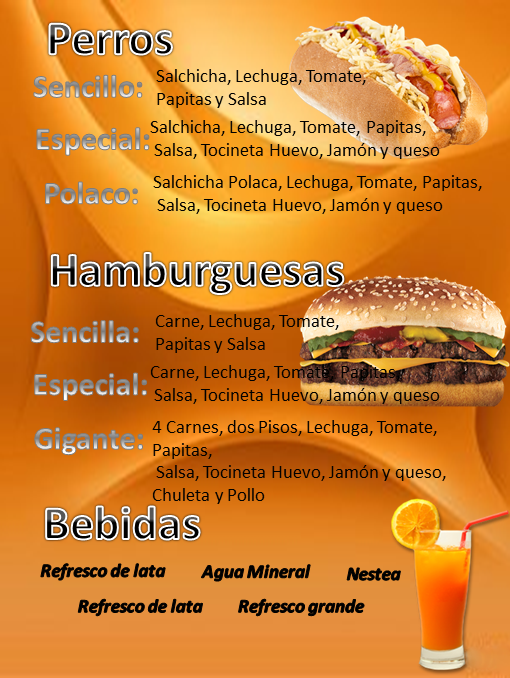 Perros
Sencillo: Salchicha, Lechuga, Tomate,
Papitas y Salsa
Especial: Salchicha, Lechuga, Tomate, Papitas,
Salsa, Tocineta Huevo, Jamón y queso
Polaco: Salchicha Polaca, Lechuga, Tomate, Papitas,
Salsa, Tocineta Huevo, Jamón y queso
Hamburguesas
Sencilla: Carne, Lechuga, Tomate,
Papitas y Salsa
Especial: Carne, Lechuga, Tomate, Papitas,
Salsa, Tocineta Huevo, Jamón y queso
Gigante: 4 Carnes, dos Pisos, Lechuga, Tomate,
Papitas,
Salsa, Tocineta Huevo, Jamón y queso,
Chuleta y Pollo
Bebidas
Refresco de lata Agua Mineral Nestea
Refresco de lata Refresco grande